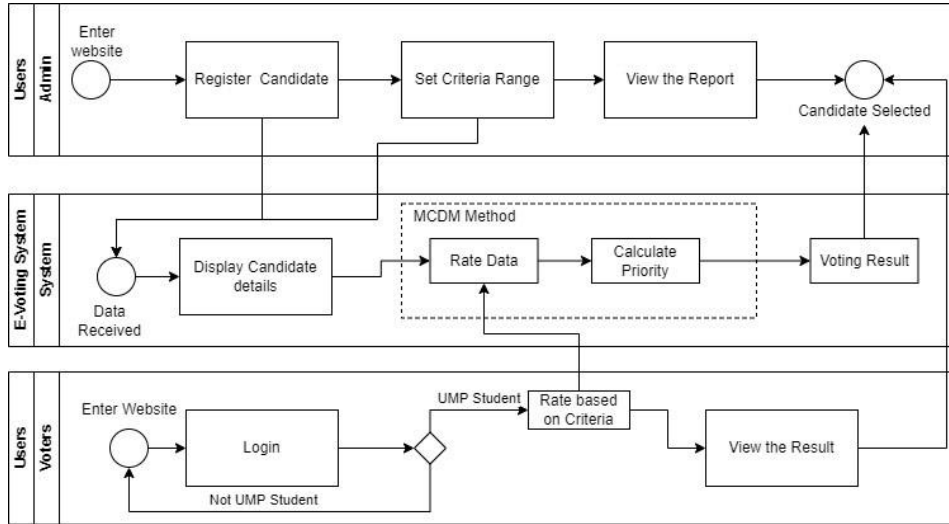 Users
Admin
Enter
website
Register Candidate
Set Criteria Range
View the Report
Candidate Selected
E-Voting System
System
MCDM Method
Data
Received
Display Candidate
details
Rate Data
Calculate
Priority
Voting Result
Users
Voters
Enter Website
Login
UMP Student
Not UMP Student
Rate based
on Criteria
View the Result